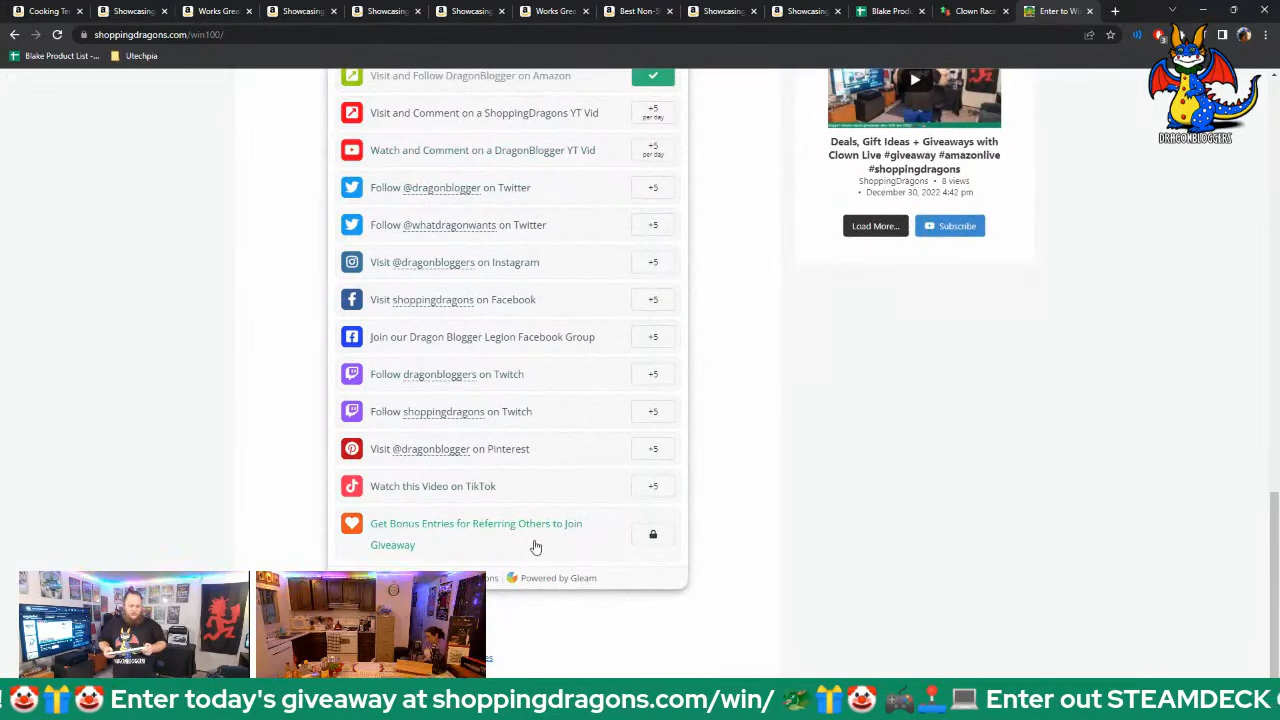 Cooking Te
Showcasing
Works Grea
Showcasing
Showcasing
Works Grea
Best Non-S
Showcasing
Showcasing
Blake Produ
Clown Race
Enter to Wi
shoppingdragons.com/win100/
Blake Product List -...
Utechpia
DRAGONBLOGGERS
Visit and Follow DragonBlogger on Amazon
Visit and Comment on a ShoppingDragons YT Vid
+5
per day
Watch and Comment on a DragonBlogger YT Vid
+5
per day
Follow @dragonblogger on Twitter
+5
Follow @whatdragonwants on Twitter
+5
Visit @dragonbloggers on Instagram
+5
Visit shoppingdragons on Facebook
+5
Join our Dragon Blogger Legion Facebook Group
+5
Follow dragonbloggers on Twitch
+5
Follow shoppingdragons on Twitch
+5
Visit @dragonblogger on Pinterest
+5
Watch this Video on TikTok
+5
Get Bonus Entries for Referring Others to Join
Giveaway
Powered by Gleam
Deals, Gift Ideas + Giveaways with
Clown Live #giveaway #amazonlive
#shoppingdragons
ShoppingDragons • 8 views
• December 30, 2022 4:42 pm
Load More...
Subscribe
! 🤡🎁🤡 Enter today's giveaway at shoppingdragons.com/win/ 🐉🎁🤡 🎮🕹️💻 Enter out STEAMDECK